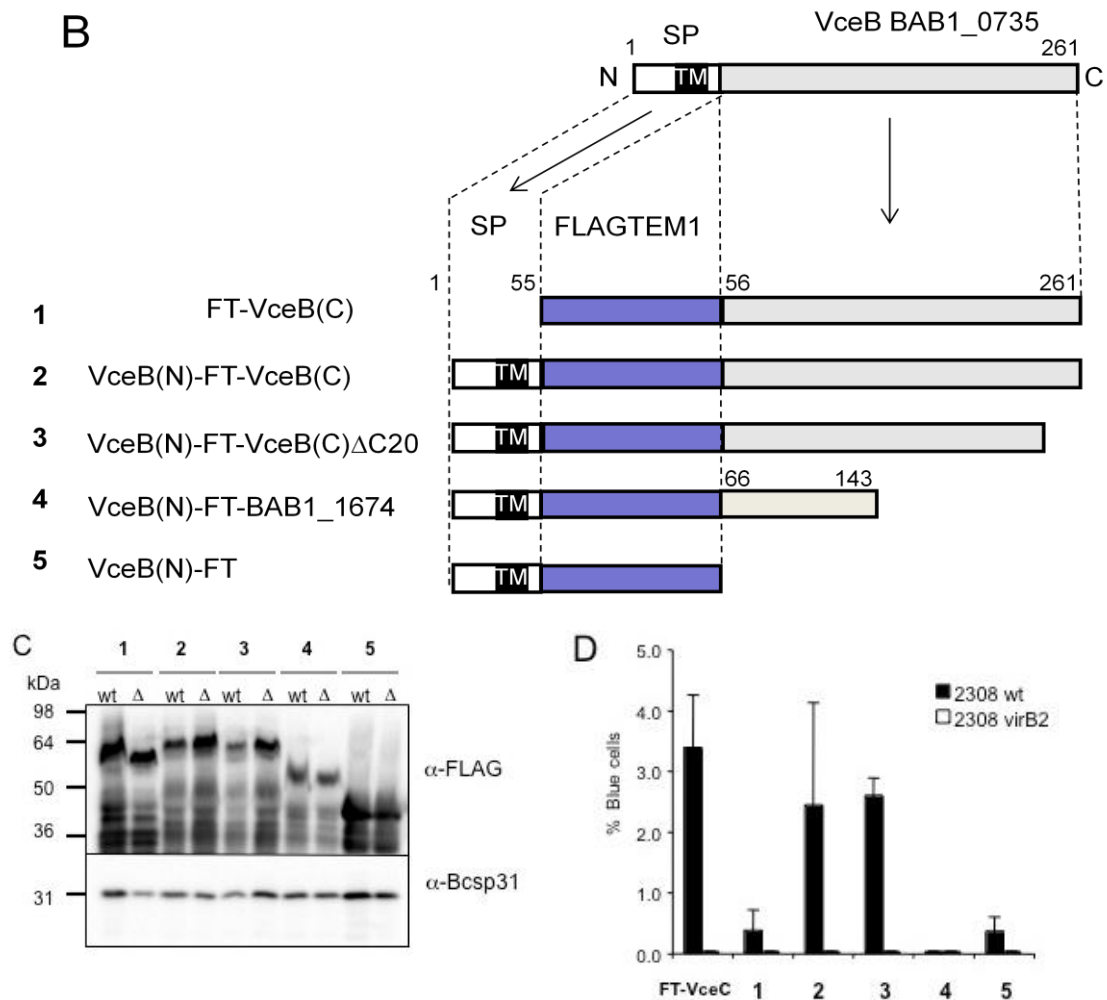 B
VceB BAB1_0735
1 SP 261
N TM C
SP FLAGTEM1
1 55 56 261
1 FT-VceB(C)
2 VceB(N)-FT-VceB(C) TM
3 VceB(N)-FT-VceB(C)ΔC20 TM
66 143
4 VceB(N)-FT-BAB1_1674 TM
5 VceB(N)-FT TM
C
1 2 3 4 5
kDa wt Δ wt Δ wt Δ wt Δ wt Δ
98
64
α-FLAG
50
36
α-Bcsp31
31
D
5.0
2308 wt
2308 virB2
4.0
3.0
2.0
1.0
0.0
% Blue cells
FT-VceC 1 2 3 4 5